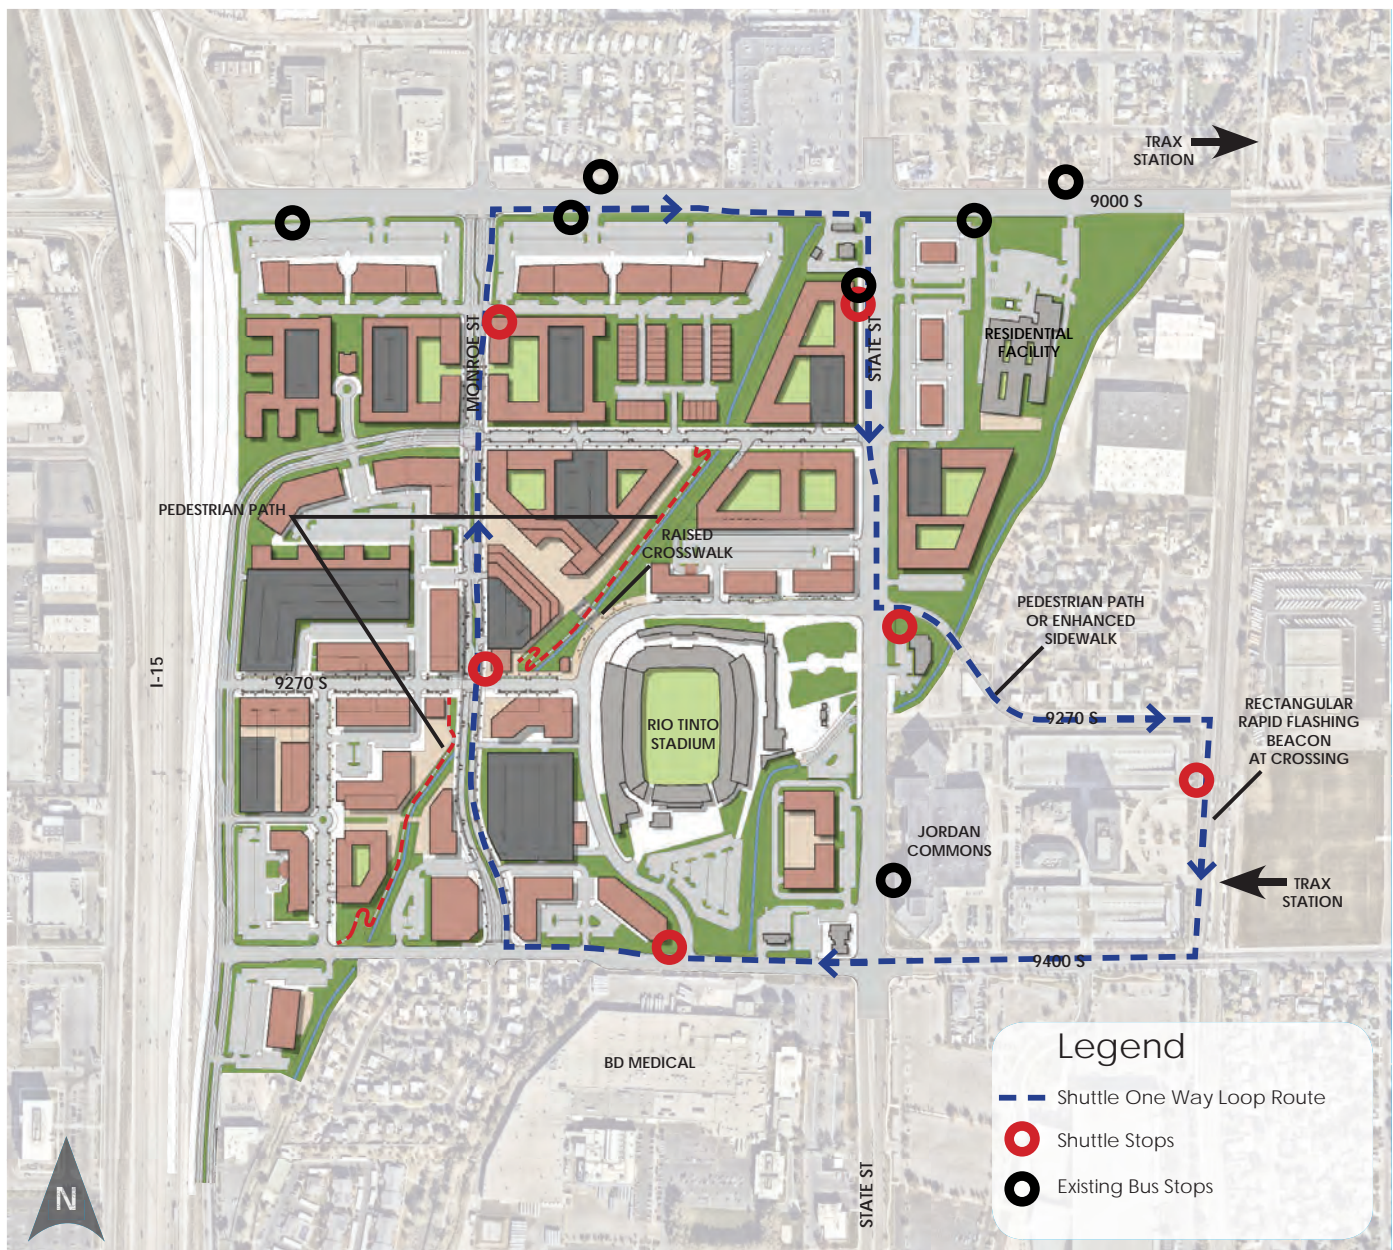 TRAX
STATION
9000 S
MONROE ST
STATE ST
RESIDENTIAL
FACILITY
PEDESTRIAN PATH
RAISED
CROSSWALK
PEDESTRIAN PATH
OR ENHANCED
SIDEWALK
I-15
9270 S
RIO TINTO
STADIUM
9270 S
RECTANGULAR
RAPID FLASHING
BEACON
AT CROSSING
JORDAN
COMMONS
TRAX
STATION
9400 S
BD MEDICAL
STATE ST
Legend
Shuttle One Way Loop Route
Shuttle Stops
Existing Bus Stops
N